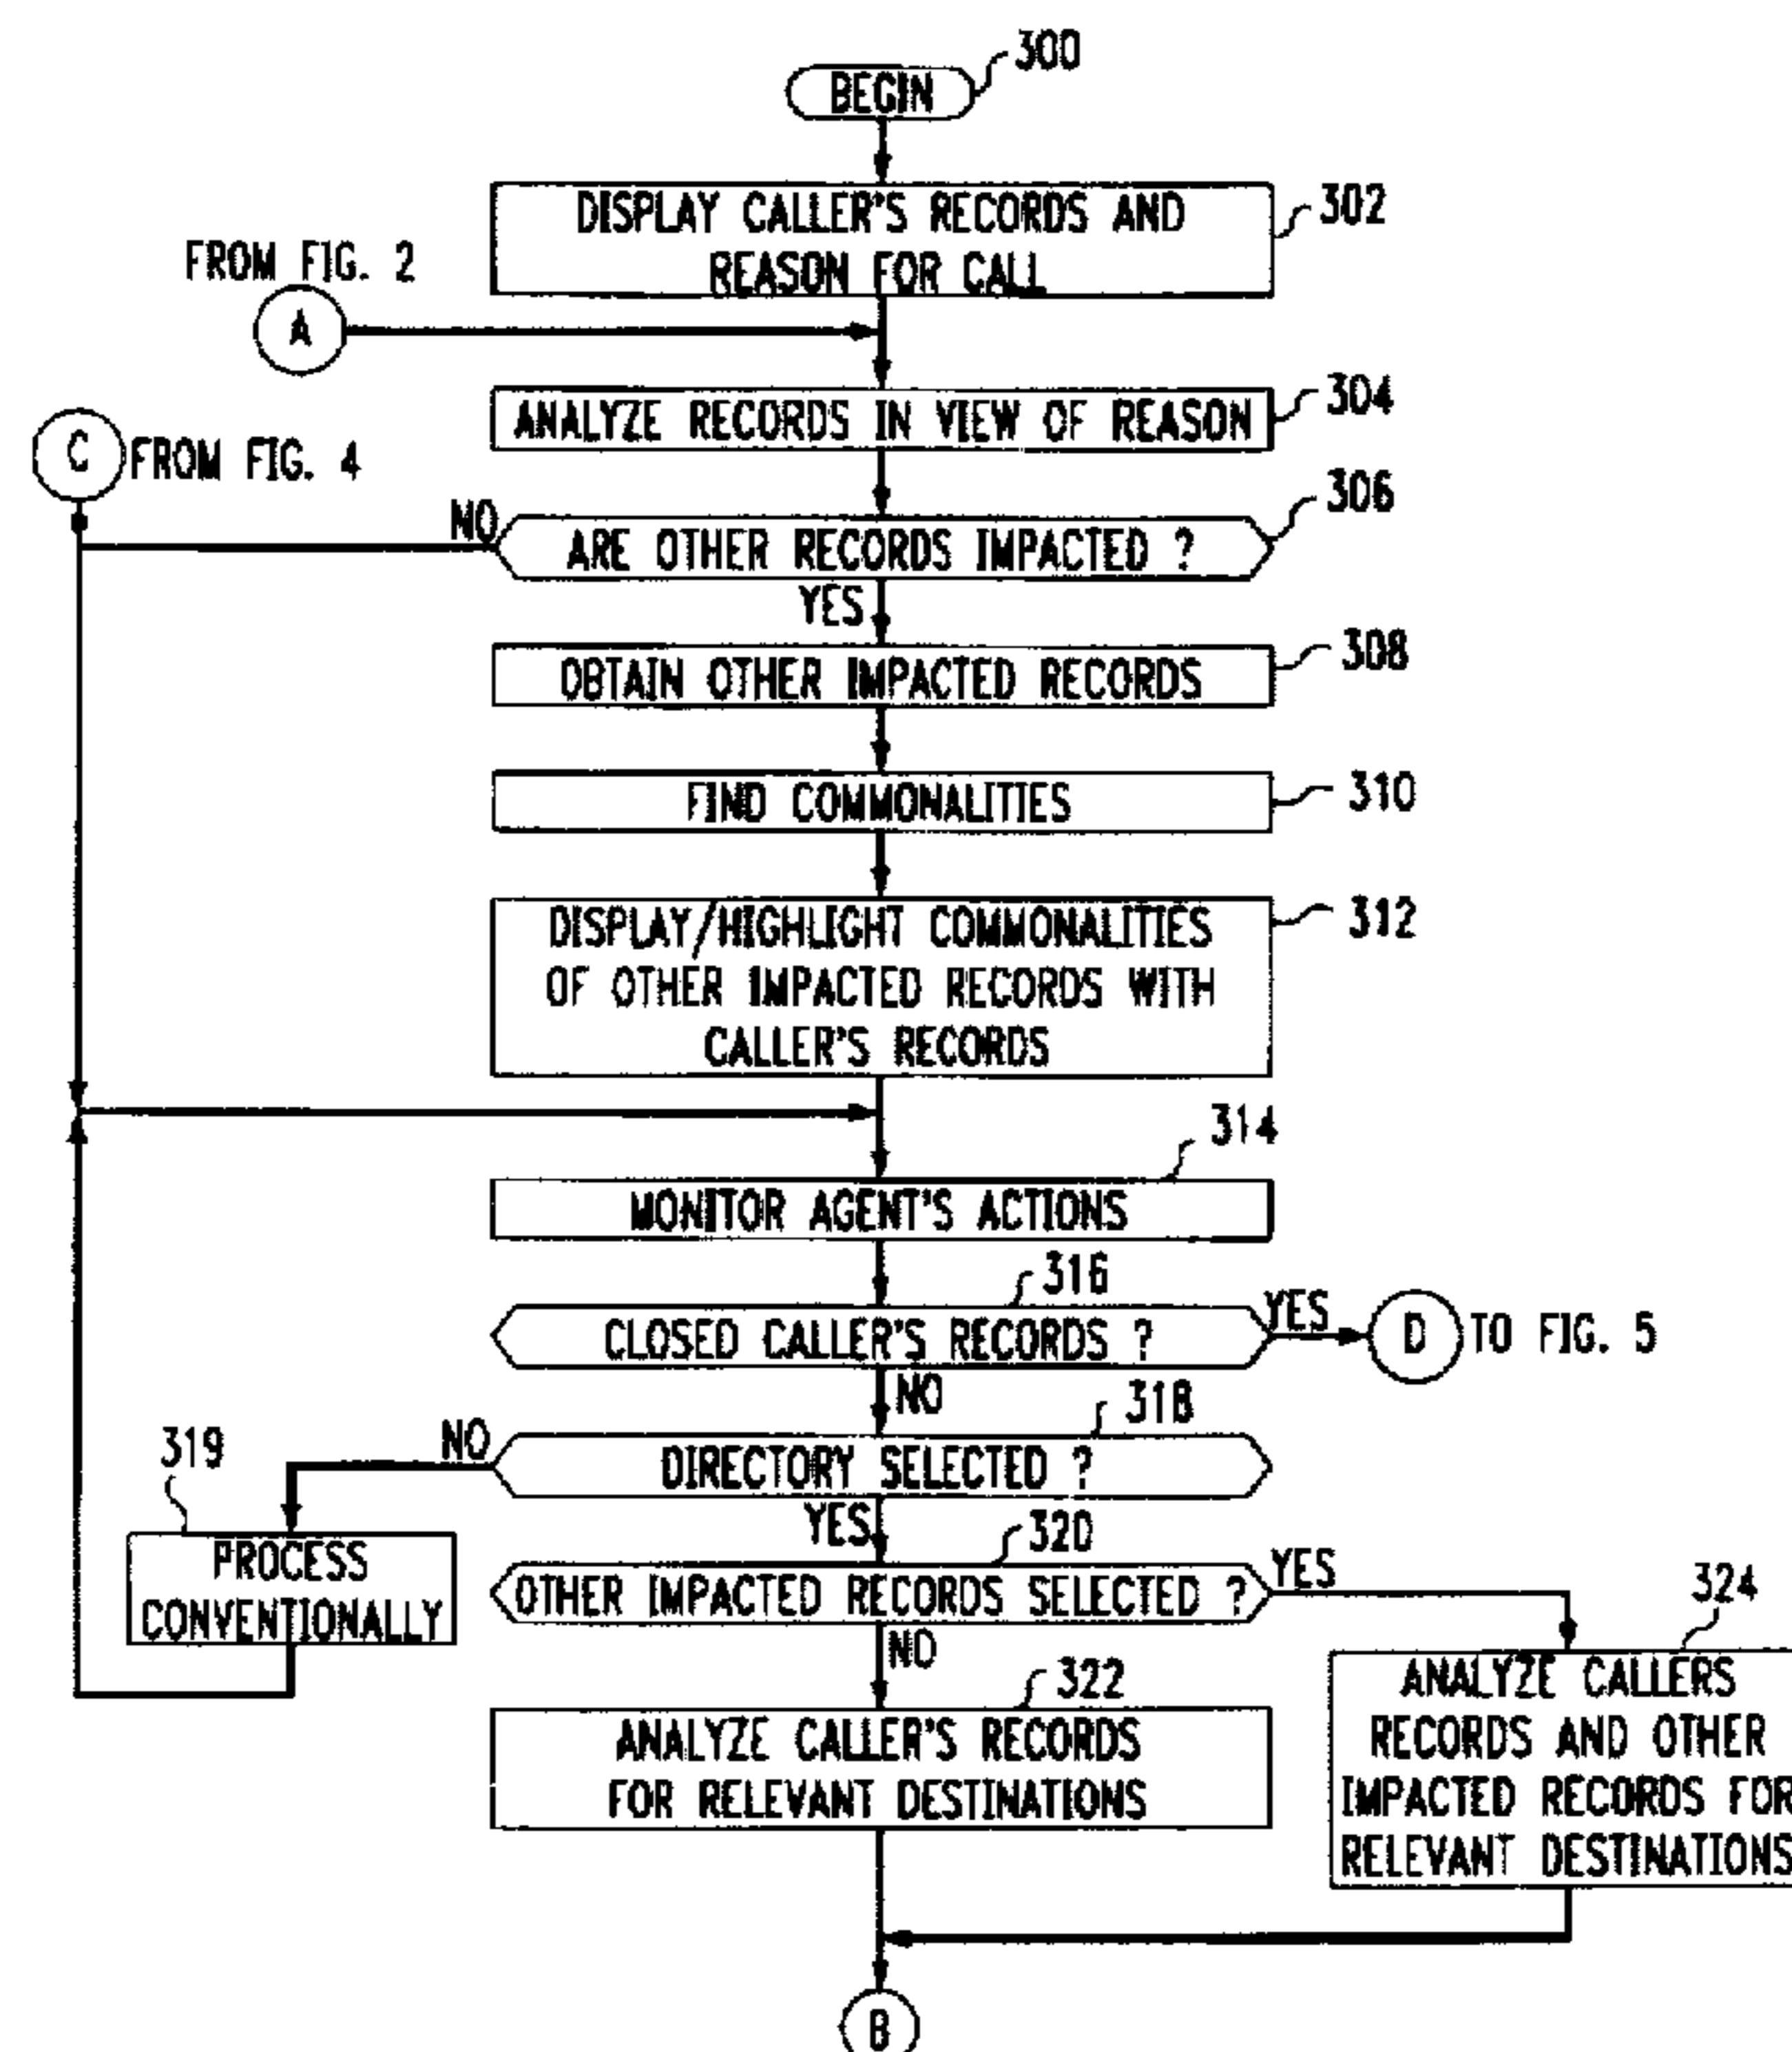 300
BEGIN
DISPLAY CALLER'S RECORDS AND
REASON FOR CALL
302
FROM FIG. 2
A
ANALYZE RECORDS IN VIEW OF REASON
304
C
FROM FIG. 4
306
NO
ARE OTHER RECORDS IMPACTED ?
YES
OBTAIN OTHER IMPACTED RECORDS
308
FIND COMMONALITIES
310
DISPLAY/HIGHLIGHT COMMONALITIES
OF OTHER IMPACTED RECORDS WITH
CALLER'S RECORDS
312
314
MONITOR AGENT'S ACTIONS
316
CLOSED CALLER'S RECORDS ?
YES
D
TO FIG. 5
NO
318
NO
DIRECTORY SELECTED ?
319
PROCESS
CONVENTIONALLY
YES
320
OTHER IMPACTED RECORDS SELECTED ?
YES
324
NO
322
ANALYZE CALLER'S RECORDS
FOR RELEVANT DESTINATIONS
ANALYZE CALLERS
RECORDS AND OTHER
IMPACTED RECORDS FOR
RELEVANT DESTINATIONS
B